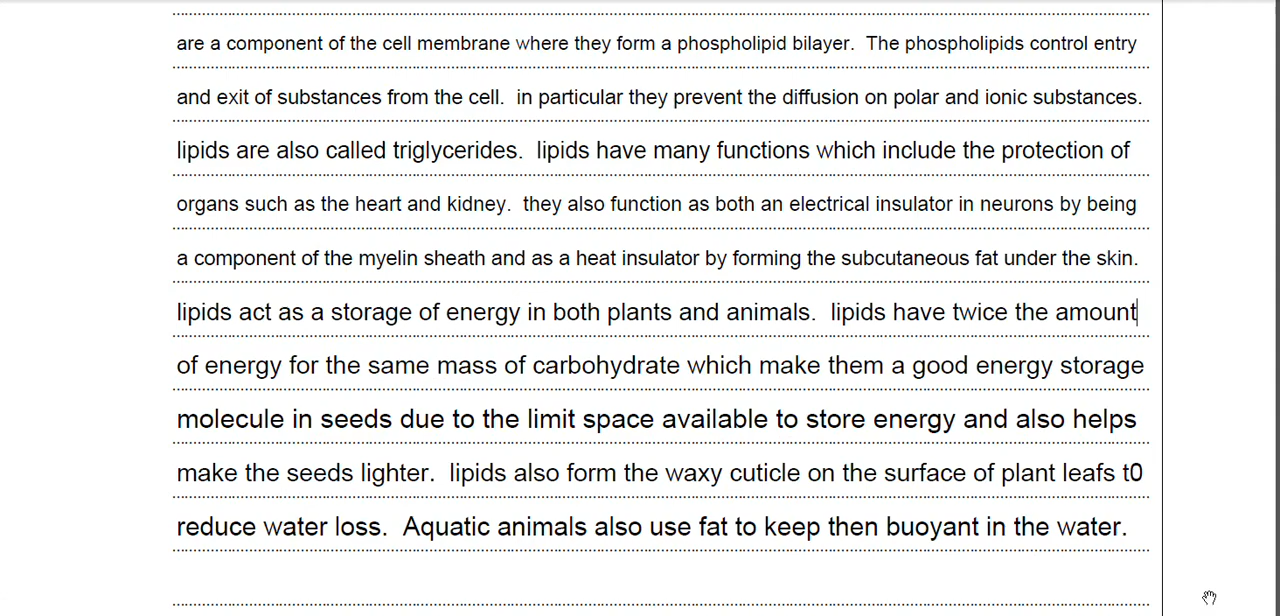 are a component of the cell membrane where they form a phospholipid bilayer.  The phospholipids control entry
and exit of substances from the cell.  in particular they prevent the diffusion on polar and ionic substances.
lipids are also called triglycerides.  lipids have many functions which include the protection of
organs such as the heart and kidney.  they also function as both an electrical insulator in neurons by being
a component of the myelin sheath and as a heat insulator by forming the subcutaneous fat under the skin.
lipids act as a storage of energy in both plants and animals.  lipids have twice the amount
of energy for the same mass of carbohydrate which make them a good energy storage
molecule in seeds due to the limit space available to store energy and also helps
make the seeds lighter.  lipids also form the waxy cuticle on the surface of plant leafs t0
reduce water loss.  Aquatic animals also use fat to keep then buoyant in the water.